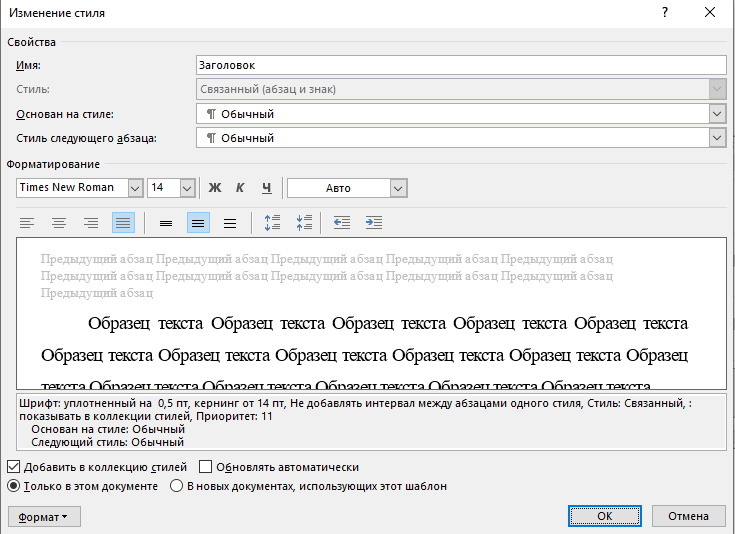 Изменение стиля ?
Свойства
Имя: Заголовок
Стиль: Связанный (абзац и знак)
Основан на стиле: ¶ Обычный
Стиль следующего абзаца: ¶ Обычный
Форматирование
Times New Roman 14 Ж К Ч Авто
Предыдущий абзац Предыдущий абзац Предыдущий абзац Предыдущий абзац Предыдущий абзац
Предыдущий абзац Предыдущий абзац Предыдущий абзац Предыдущий абзац Предыдущий абзац
Предыдущий абзац
Образец текста Образец текста Образец текста Образец текста Образец текста
Образец текста Образец текста Образец текста Образец текста Образец текста Образец
текста Образец текста Образец текста Образец текста Образец текста Образец текста
Шрифт: уплотненный на 0,5 пт, кернинг от 14 пт, Не добавлять интервал между абзацами одного стиля, Стиль: Связанный, :
показывать в коллекции стилей, Приоритет: 11
Основан на стиле: Обычный
Следующий стиль: Обычный
Добавить в коллекцию стилей Обновлять автоматически
Только в этом документе В новых документах, использующих этот шаблон
Формат ОК Отмена